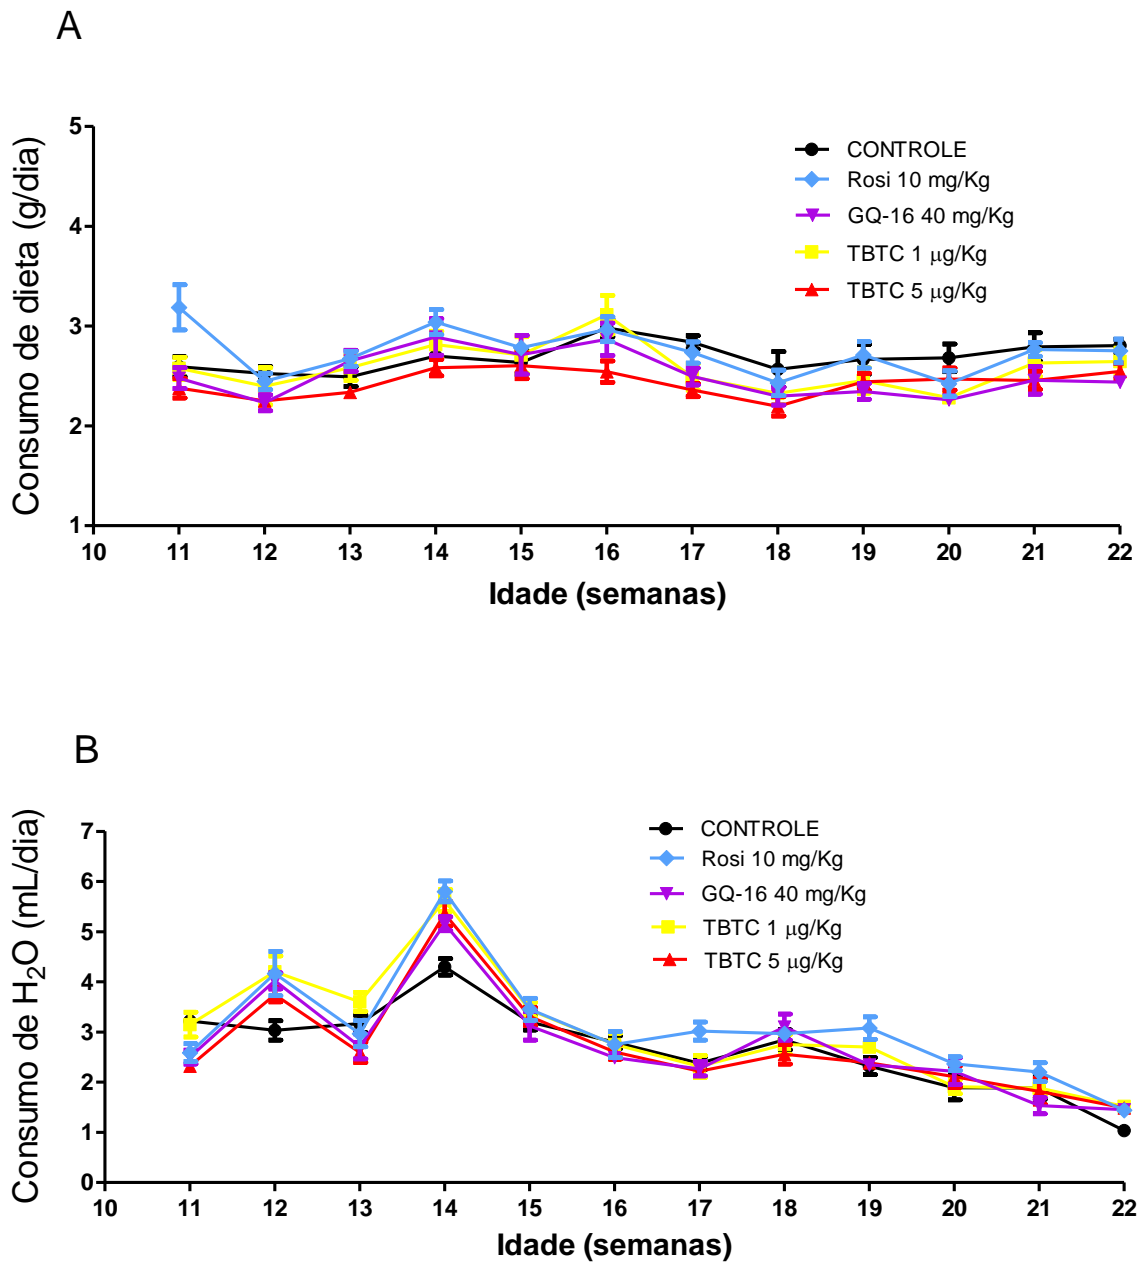 A
Consumo de dieta (g/dia)
5
4
3
2
1
CONTROLE
Rosi 10 mg/Kg
GQ-16 40 mg/Kg
TBTC 1 μg/Kg
TBTC 5 μg/Kg
10 11 12 13 14 15 16 17 18 19 20 21 22
Idade (semanas)
B
Consumo de H₂O (mL/dia)
7
6
5
4
3
2
1
0
CONTROLE
Rosi 10 mg/Kg
GQ-16 40 mg/Kg
TBTC 1 μg/Kg
TBTC 5 μg/Kg
10 11 12 13 14 15 16 17 18 19 20 21 22
Idade (semanas)